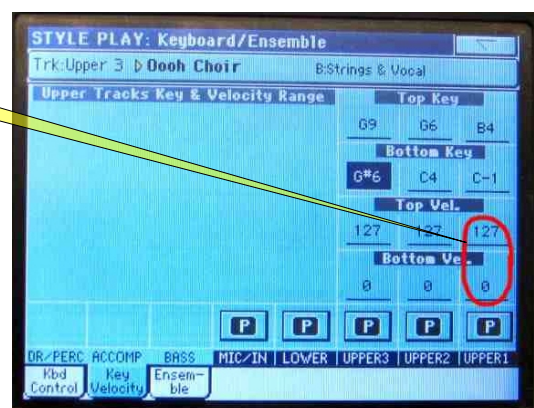 STYLE PLAY: Keyboard/Ensemble
Trk:Upper 3 Oooh Choir B:Strings & Vocal
Upper Tracks Key & Velocity Range
Top Key
G9 G6 B4
Bottom Key
G#6 C4 C-1
Top Vel.
127 127 127
Bottom Vel.
0 0 0
P P P P P
DR/PERC ACCOMP BASS MIC/IN LOWER UPPER3 UPPER2 UPPER1
Kbd Control Key Velocity Ensem-ble